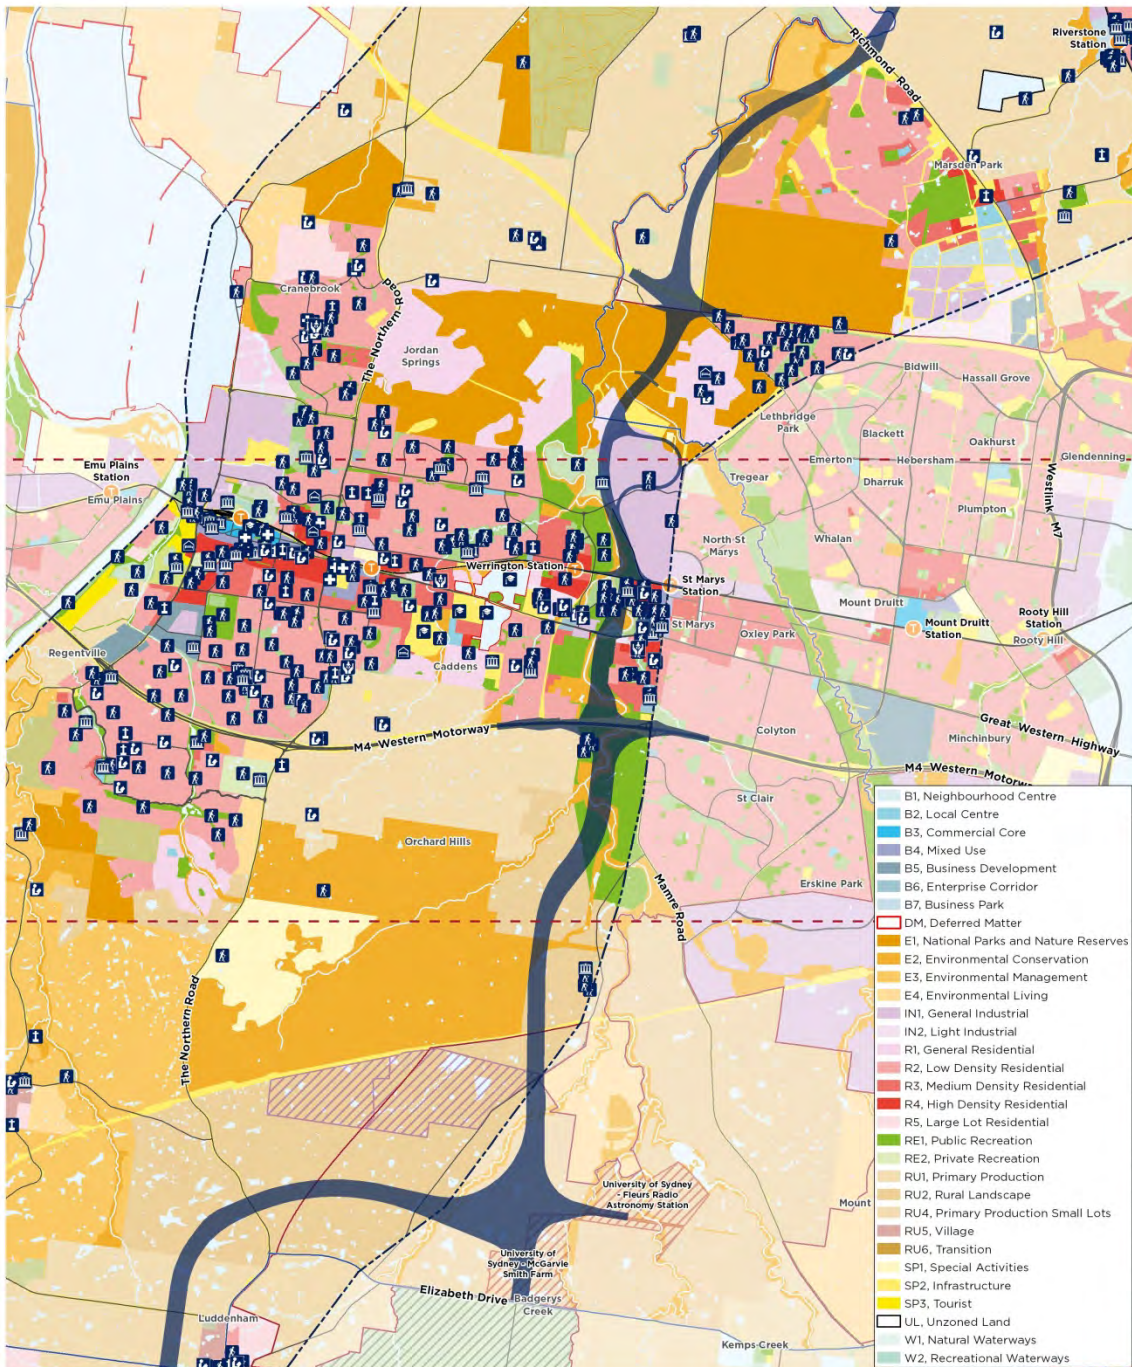 Richmond Road
Riverstone
Station
Marsden Park
Cranebrook
The Northern Road
Jordan
Springs
Bidwill
Hassall Grove
Lethbridge
Park
Blackett
Oakhurst
Emu Plains
Station
Emu Plains
Emerton
Hebersham
Glendenning
Tregear
Dharruk
Westlink M7
Plumpton
North St
Marys
Whalan
Werrington Station
St Marys
Station
Mount Druitt
St Marys
Oxley Park
Mount Druitt
Station
Rooty Hill
Station
Rooty Hill
Regentville
Caddens
M4 Western Motorway
Colyton
Great Western Highway
Minchinbury
M4 Western Motorw
St Clair
Orchard Hills
Erskine Park
Mamre Road
The Northern Road
University of Sydney
- Fleurs Radio
Astronomy Station
Mount
University of
Sydney - McGarvie
Smith Farm
Elizabeth Drive
Badgerys
Creek
Luddenham
Kemps Creek
B1, Neighbourhood Centre
B2, Local Centre
B3, Commercial Core
B4, Mixed Use
B5, Business Development
B6, Enterprise Corridor
B7, Business Park
DM, Deferred Matter
E1, National Parks and Nature Reserves
E2, Environmental Conservation
E3, Environmental Management
E4, Environmental Living
IN1, General Industrial
IN2, Light Industrial
R1, General Residential
R2, Low Density Residential
R3, Medium Density Residential
R4, High Density Residential
R5, Large Lot Residential
RE1, Public Recreation
RE2, Private Recreation
RU1, Primary Production
RU2, Rural Landscape
RU4, Primary Production Small Lots
RU5, Village
RU6, Transition
SP1, Special Activities
SP2, Infrastructure
SP3, Tourist
UL, Unzoned Land
W1, Natural Waterways
W2, Recreational Waterways